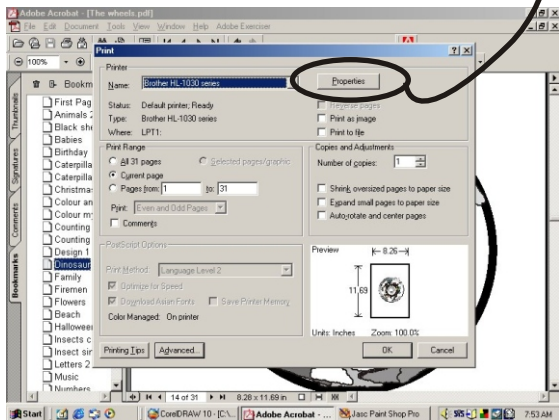 Adobe Acrobat - [The wheels.pdf]
File Edit Document Tools View Window Help Adobe Exerciser
100%
Print
Printer
Name: Brother HL-1030 series
Properties
Status: Default printer; Ready
Type: Brother HL-1030 series
Where: LPT1:
Reverse pages
Print as image
Print to file
Print Range
All 31 pages
Selected pages/graphic
Current page
Pages from: 1 to: 31
Print: Even and Odd Pages
Comments
Copies and Adjustments
Number of copies: 1
Shrink oversized pages to paper size
Expand small pages to paper size
Auto-rotate and center pages
PostScript Options
Print Method: Language Level 2
Optimize for Speed
Download Asian Fonts
Save Printer Memory
Color Managed: On printer
Preview
8.26
11.69
Units: Inches Zoom: 100.0%
Printing Tips
Advanced...
OK
Cancel
Thumbnails
Signatures
Comments
Bookmarks
Bookm
First Pag
Animals
Black she
Babies
Birthday
Caterpilla
Caterpilla
Christma
Colour an
Colour m
Counting
Counting
Design 1
Dinosaur
Family
Firemen
Flowers
Beach
Hallowee
Insects c
Insect sir
Letters 2
Music
Numbers
14 of 31
8.28 x 11.69 in
Start
CorelDRAW 10 - [C:\...
Adobe Acrobat - ...
Jasc Paint Shop Pro
7:53 AM